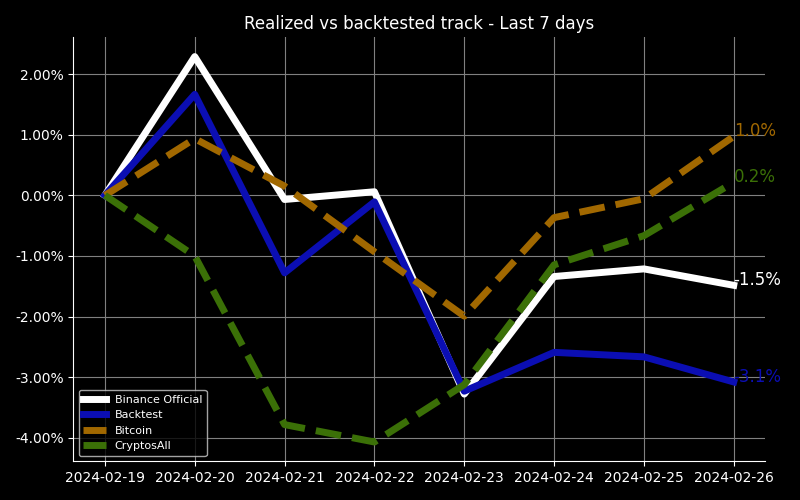 Realized vs backtested track - Last 7 days
2.00%
1.00%
0.00%
-1.00%
-2.00%
-3.00%
-4.00%
1.0%
0.2%
-1.5%
-3.1%
Binance Official
Backtest
Bitcoin
CryptosAll
2024-02-19 2024-02-20 2024-02-21 2024-02-22 2024-02-23 2024-02-24 2024-02-25 2024-02-26